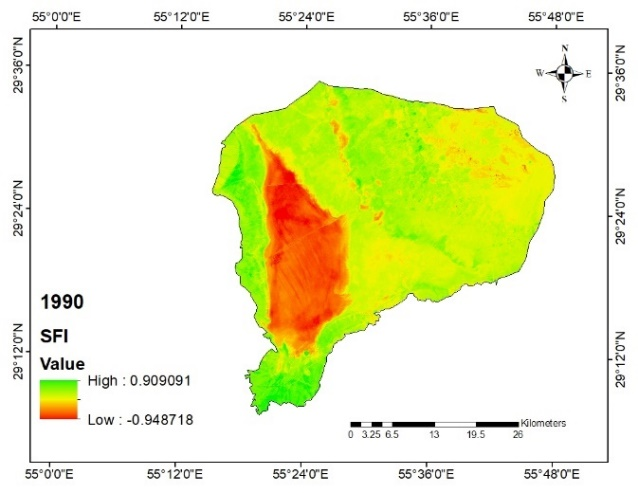 55°0'0"E 55°12'0"E 55°24'0"E 55°36'0"E 55°48'0"E
29°36'0"N 29°36'0"N
N
W E
S
29°24'0"N 29°24'0"N
1990
SFI
Value
High : 0.909091
Low : -0.948718
29°12'0"N 29°12'0"N
Kilometers
0 3.25 6.5 13 19.5 26
55°0'0"E 55°12'0"E 55°24'0"E 55°36'0"E 55°48'0"E